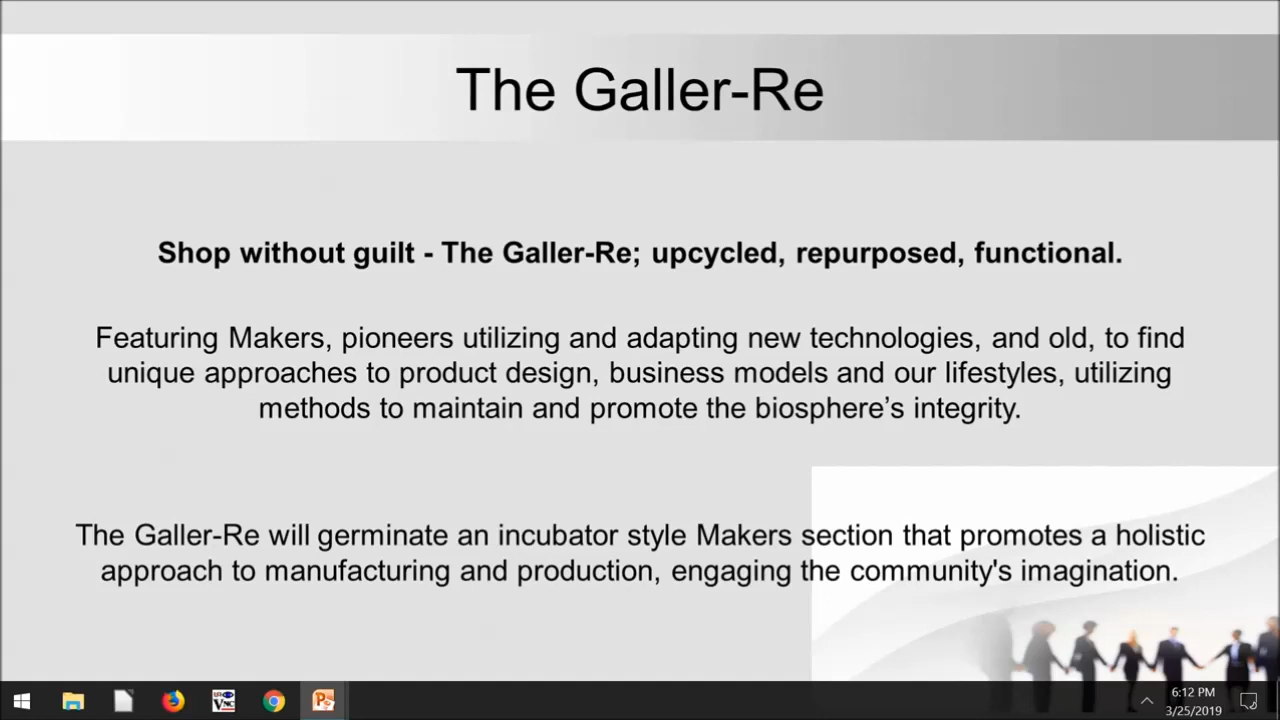 The Galler-Re
Shop without guilt - The Galler-Re; upcycled, repurposed, functional.
Featuring Makers, pioneers utilizing and adapting new technologies, and old, to find
unique approaches to product design, business models and our lifestyles, utilizing
methods to maintain and promote the biosphere’s integrity.
The Galler-Re will germinate an incubator style Makers section that promotes a holistic
approach to manufacturing and production, engaging the community's imagination.
6:12 PM
3/25/2019